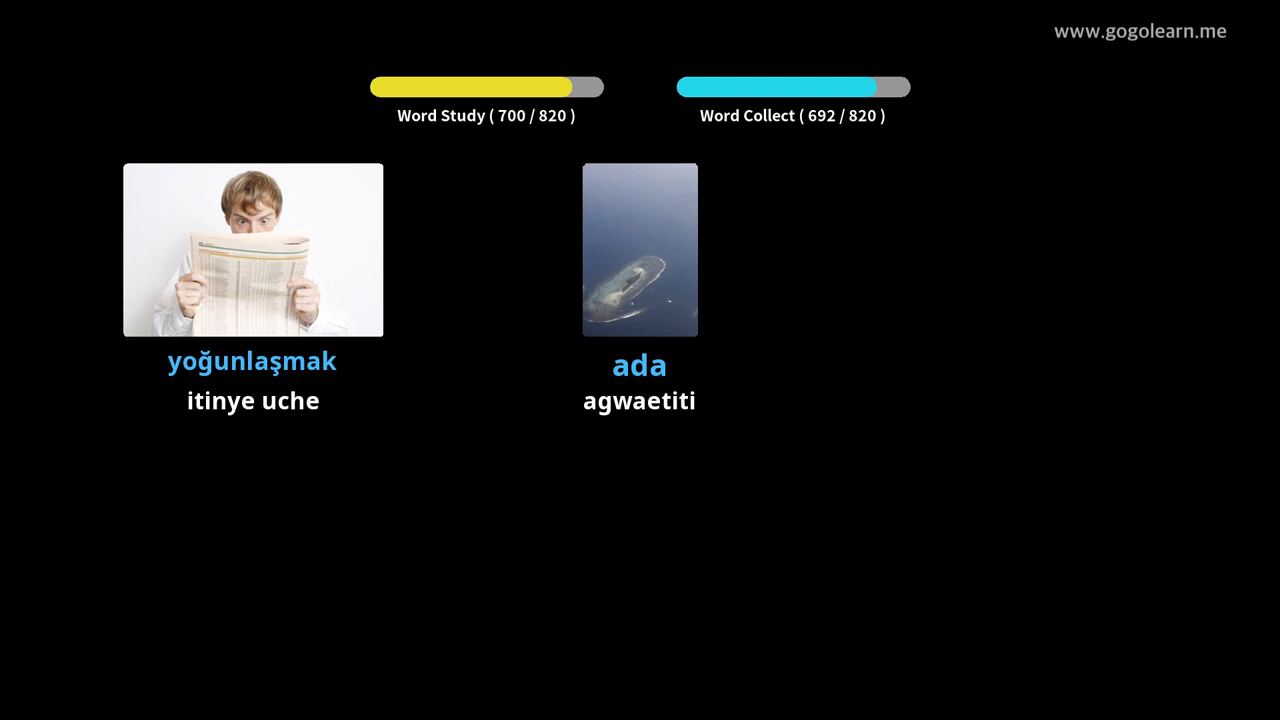 www.gogolearn.me
Word Study ( 700 / 820 )
Word Collect ( 692 / 820 )
yoğunlaşmak
itinye uche
ada
agwaetiti